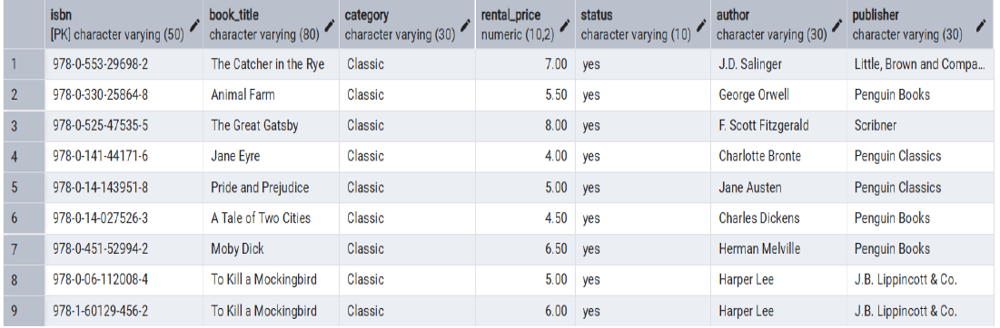 isbn book_title category rental_price status author publisher
[PK] character varying (50) character varying (80) character varying (30) numeric (10,2) character varying (10) character varying (30) character varying (30)
1 978-0-553-29698-2 The Catcher in the Rye Classic 7.00 yes J.D. Salinger Little, Brown and Compa...
2 978-0-330-25864-8 Animal Farm Classic 5.50 yes George Orwell Penguin Books
3 978-0-525-47535-5 The Great Gatsby Classic 8.00 yes F. Scott Fitzgerald Scribner
4 978-0-141-44171-6 Jane Eyre Classic 4.00 yes Charlotte Bronte Penguin Classics
5 978-0-14-143951-8 Pride and Prejudice Classic 5.00 yes Jane Austen Penguin Classics
6 978-0-14-027526-3 A Tale of Two Cities Classic 4.50 yes Charles Dickens Penguin Books
7 978-0-451-52994-2 Moby Dick Classic 6.50 yes Herman Melville Penguin Books
8 978-0-06-112008-4 To Kill a Mockingbird Classic 5.00 yes Harper Lee J.B. Lippincott & Co.
9 978-1-60129-456-2 To Kill a Mockingbird Classic 6.00 yes Harper Lee J.B. Lippincott & Co.